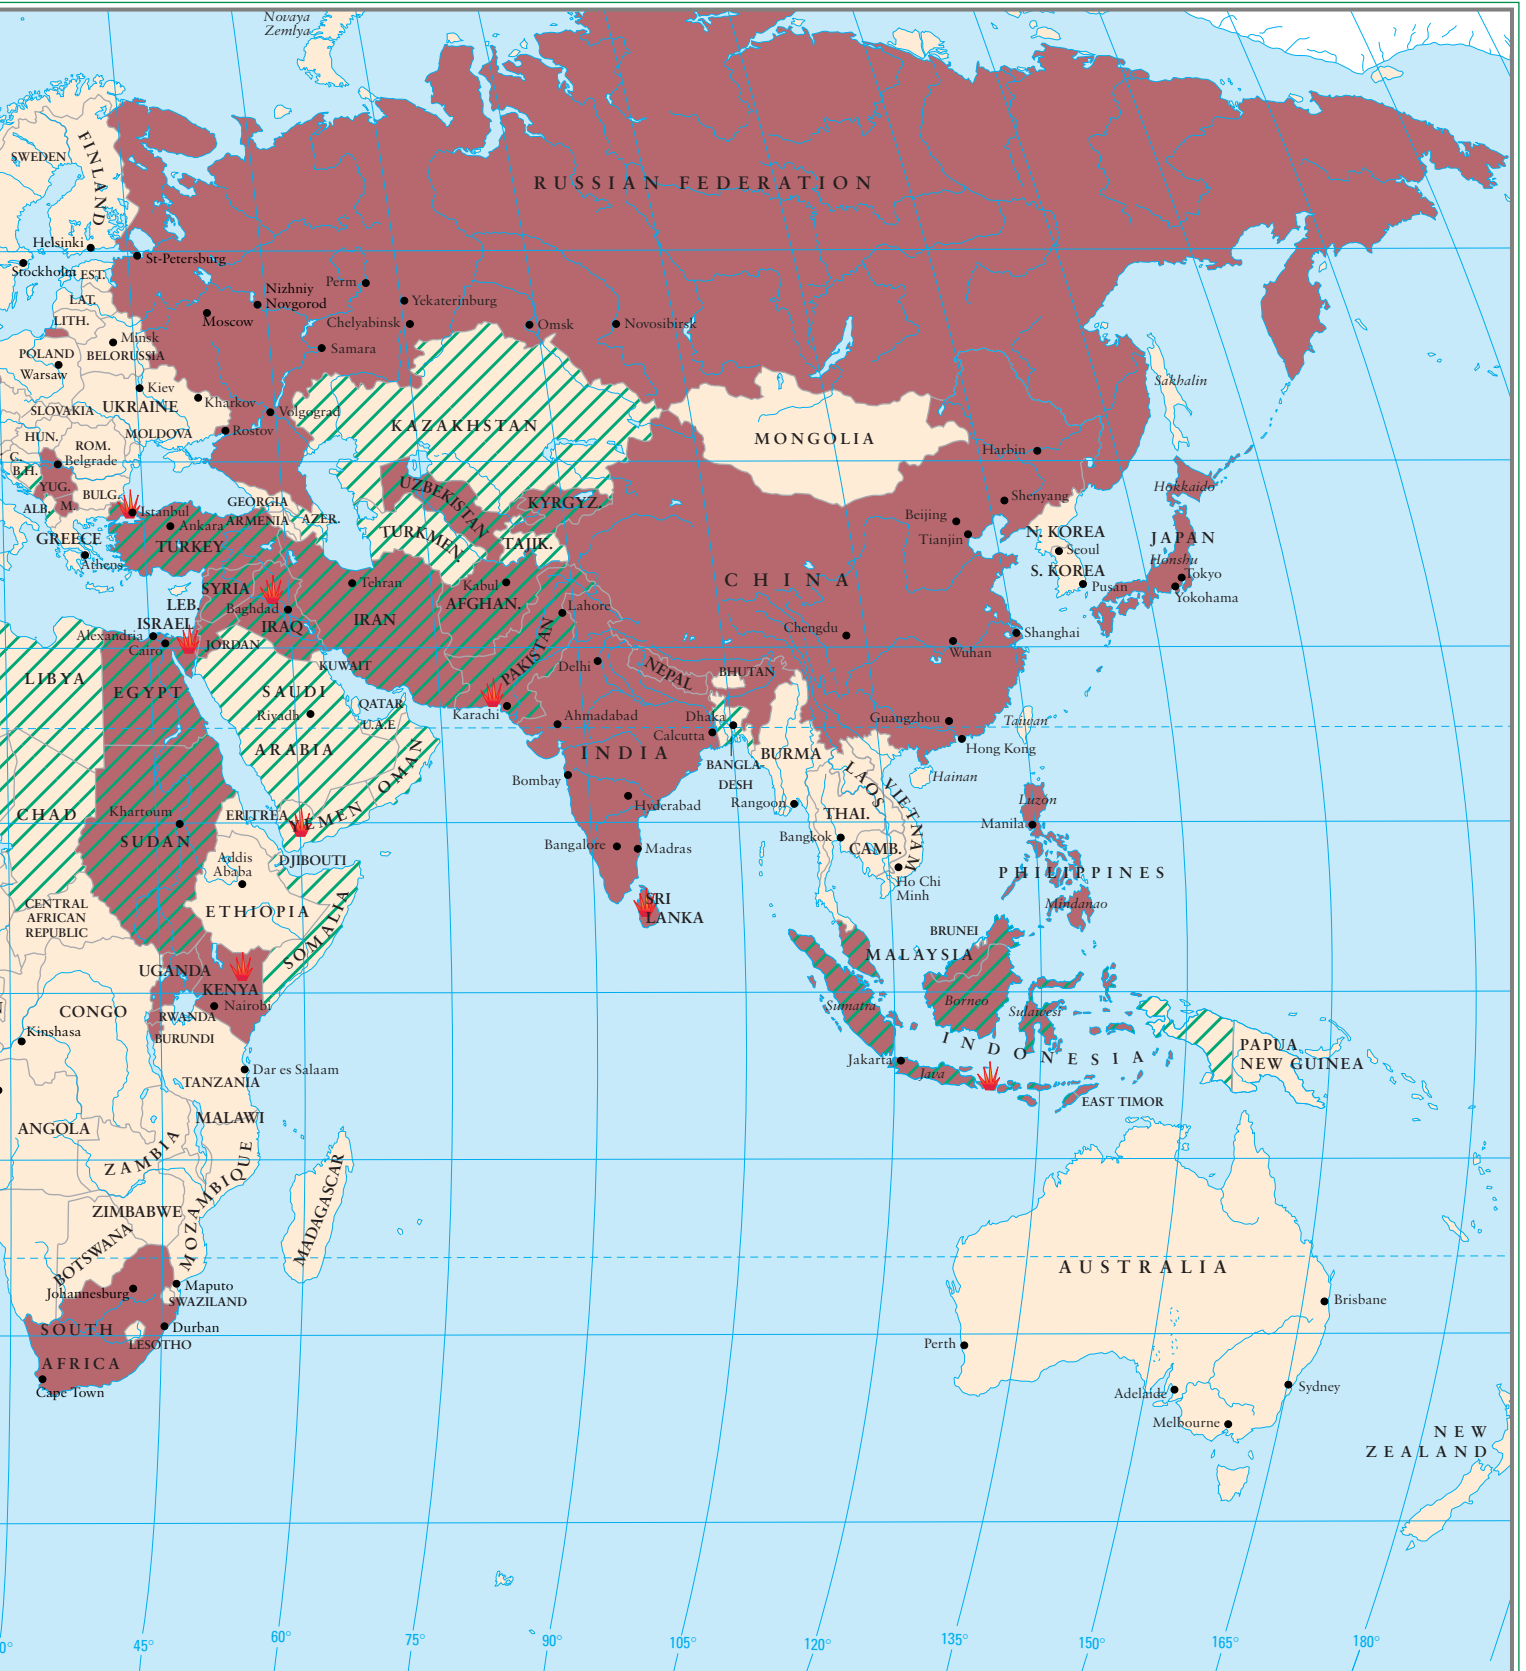 Novaya
Zemlya
FINLAND
SWEDEN
RUSSIAN FEDERATION
Helsinki
St-Petersburg
Stockholm
EST.
Perm
Nizhniy
Novgorod
LAT.
Yekaterinburg
LITH.
Moscow
Chelyabinsk
Omsk
Novosibirsk
Minsk
Samara
POLAND
BELORUSSIA
Warsaw
Sakhalin
Kiev
SLOVAKIA
UKRAINE
Kharkov
Volgograd
KAZAKHSTAN
MOLDOVA
Rostov
HUN.
MONGOLIA
ROM.
Harbin
C.
Belgrade
B.H.
YUG.
BULG.
UZBEKISTAN
Hokkaido
Shenyang
GEORGIA
KYRGYZ.
ALB.
M.
Istanbul
Beijing
ARMENIA
AZER.
Ankara
N. KOREA
JAPAN
GREECE
TURKMEN.
TAJIK.
Tianjin
TURKEY
Seoul
Honshu
Athens
S. KOREA
Tokyo
Tehran
Kabul
CHINA
Pusan
SYRIA
Yokohama
LEB.
Baghdad
AFGHAN.
Lahore
ISRAEL
IRAQ
IRAN
Chengdu
Shanghai
Alexandria
JORDAN
PAKISTAN
Wuhan
Cairo
KUWAIT
Delhi
NEPAL
BHUTAN
LIBYA
EGYPT
SAUDI
QATAR
Riyadh
Karachi
Ahmadabad
Dhaka
Guangzhou
Taiwan
U.A.E
Calcutta
ARABIA
OMAN
INDIA
BURMA
Hong Kong
BANGLA-
DESH
LAOS
Hainan
Bombay
VIETNAM
Rangoon
Hyderabad
Luzon
CHAD
Khartoum
ERITREA
YEMEN
THAI.
Manila
SUDAN
Bangkok
Bangalore
Madras
CAMB.
Addis
Ababa
DJIBOUTI
PHILIPPINES
Ho Chi
Minh
SRI
LANKA
Mindanao
CENTRAL
AFRICAN
REPUBLIC
ETHIOPIA
SOMALIA
BRUNEI
MALAYSIA
UGANDA
KENYA
Nairobi
Sumatra
Borneo
Sulawesi
CONGO
RWANDA
Kinshasa
BURUNDI
INDONESIA
PAPUA
NEW GUINEA
Jakarta
Java
Dar es Salaam
TANZANIA
EAST TIMOR
MALAWI
ANGOLA
ZAMBIA
MOZAMBIQUE
MADAGASCAR
ZIMBABWE
BOTSWANA
AUSTRALIA
Maputo
Johannesburg
SWAZILAND
Brisbane
SOUTH
AFRICA
Durban
LESOTHO
Perth
Cape Town
Adelaide
Sydney
Melbourne
NEW
ZEALAND
0°
45°
60°
75°
90°
105°
120°
135°
150°
165°
180°